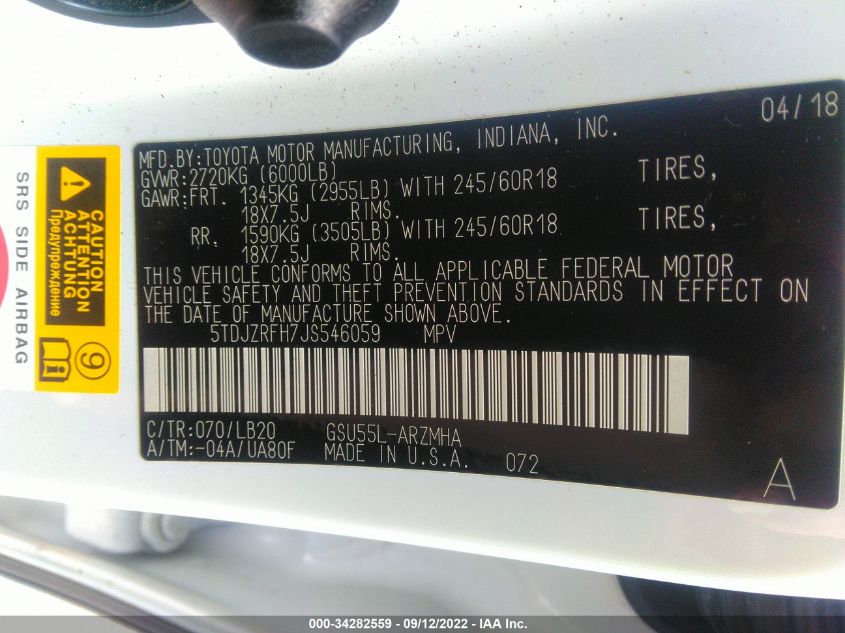 04/18
MFD.BY:TOYOTA MOTOR MANUFACTURING, INDIANA, INC.
GVWR:2720KG (6000LB)
GAWR:FRT. 1345KG (2955LB) WITH 245/60R18 TIRES,
18X7.5J RIMS.
RR. 1590KG (3505LB) WITH 245/60R18 TIRES,
18X7.5J RIMS.
THIS VEHICLE CONFORMS TO ALL APPLICABLE FEDERAL MOTOR
VEHICLE SAFETY AND THEFT PREVENTION STANDARDS IN EFFECT ON
THE DATE OF MANUFACTURE SHOWN ABOVE.
5TDJZRFH7JS546059 MPV
C/TR:070/LB20 GSU55L-ARZMHA
A/TM:-04A/UA80F MADE IN U.S.A. 072
A
SRS SIDE AIRBAG
CAUTION
ATTENTION
ACHTUNG
Предупреждение
9
000-34282559 - 09/12/2022 - IAA Inc.